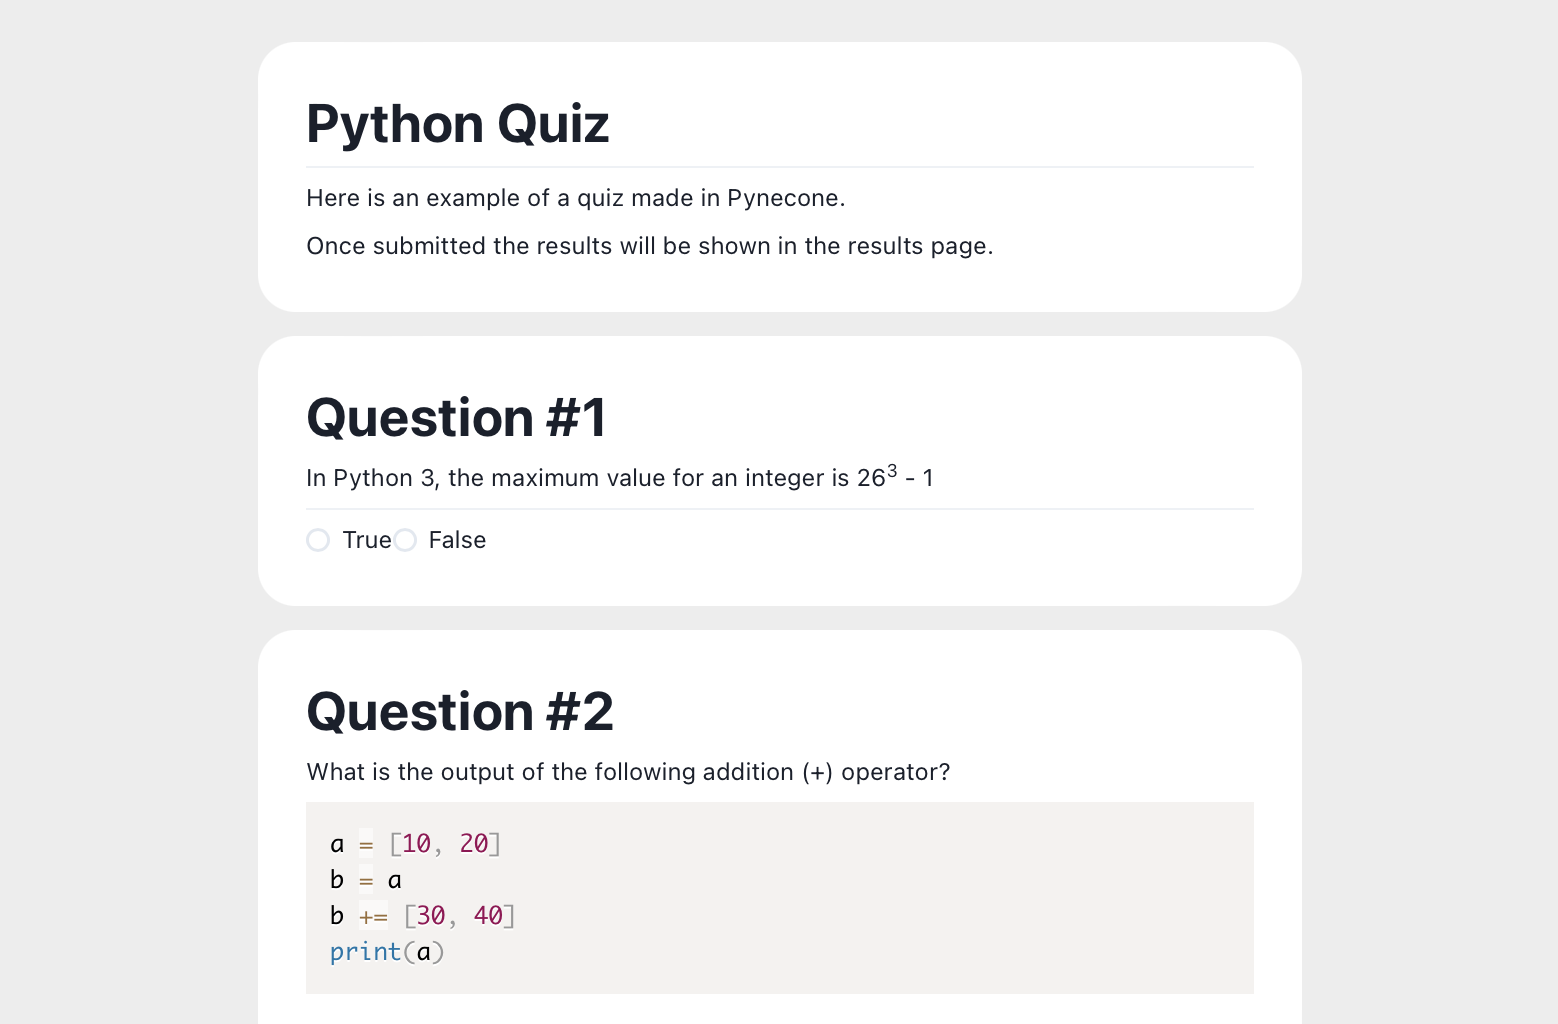 Python Quiz
Here is an example of a quiz made in Pynecone.
Once submitted the results will be shown in the results page.
Question #1
In Python 3, the maximum value for an integer is 26³ - 1
True False
Question #2
What is the output of the following addition (+) operator?
a = [10, 20]
b = a
b += [30, 40]
print(a)